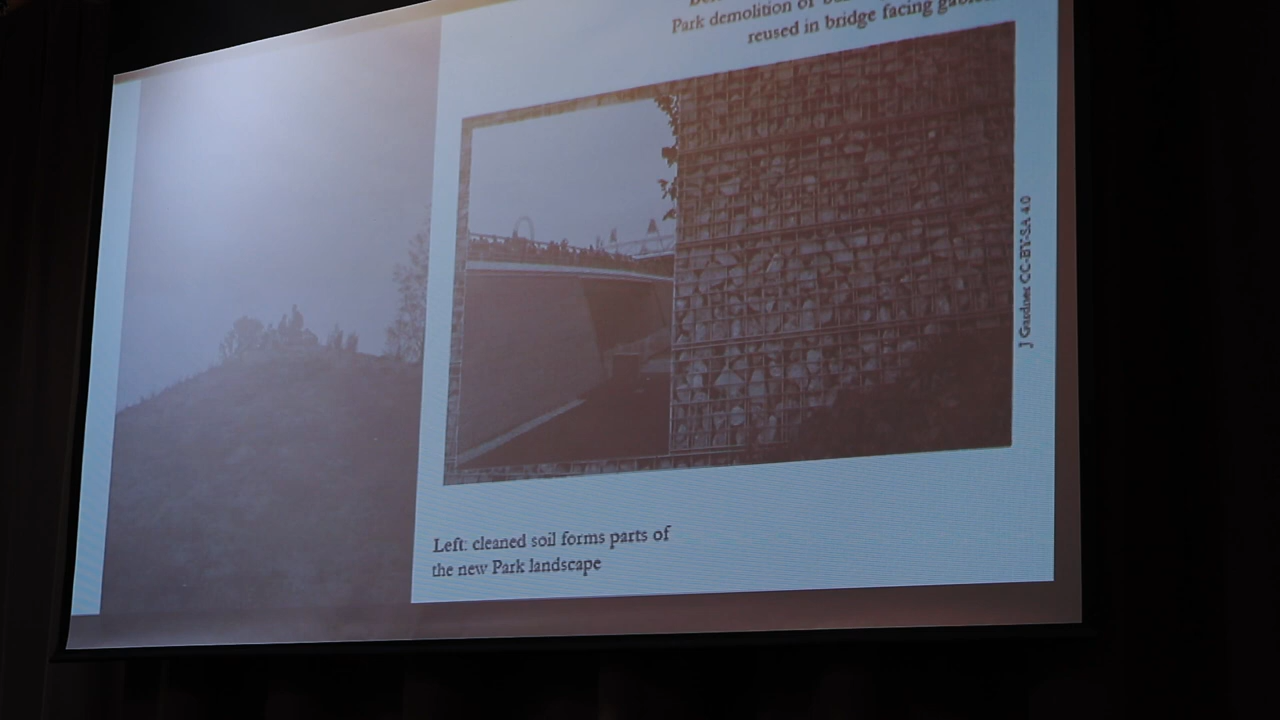 Park demolition of
reused in bridge facing
J Gardner CC-BY-SA 4.0
Left: cleaned soil forms parts of
the new Park landscape